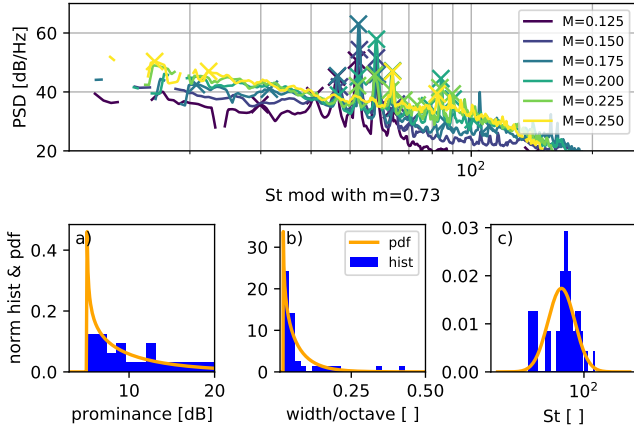 60
40
20
PSD [dB/Hz]
M=0.125
M=0.150
M=0.175
M=0.200
M=0.225
M=0.250
10²
St mod with m=0.73
a)
0.4
0.2
0.0
norm hist & pdf
10
20
prominance [dB]
b)
pdf
hist
30
20
10
0
0.25
0.50
width/octave [ ]
c)
0.03
0.02
0.01
0.00
10²
St [ ]